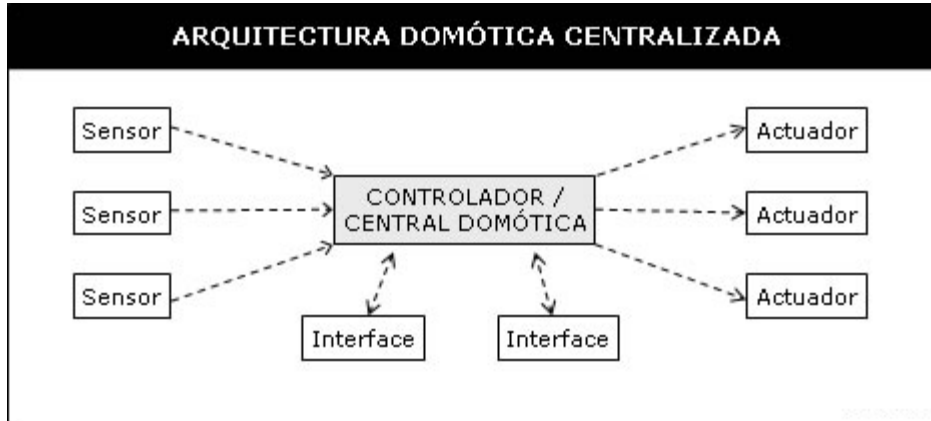 ARQUITECTURA DOMÓTICA CENTRALIZADA
Sensor
Actuador
CONTROLADOR /
CENTRAL DOMÓTICA
Sensor
Actuador
Sensor
Actuador
Interface
Interface